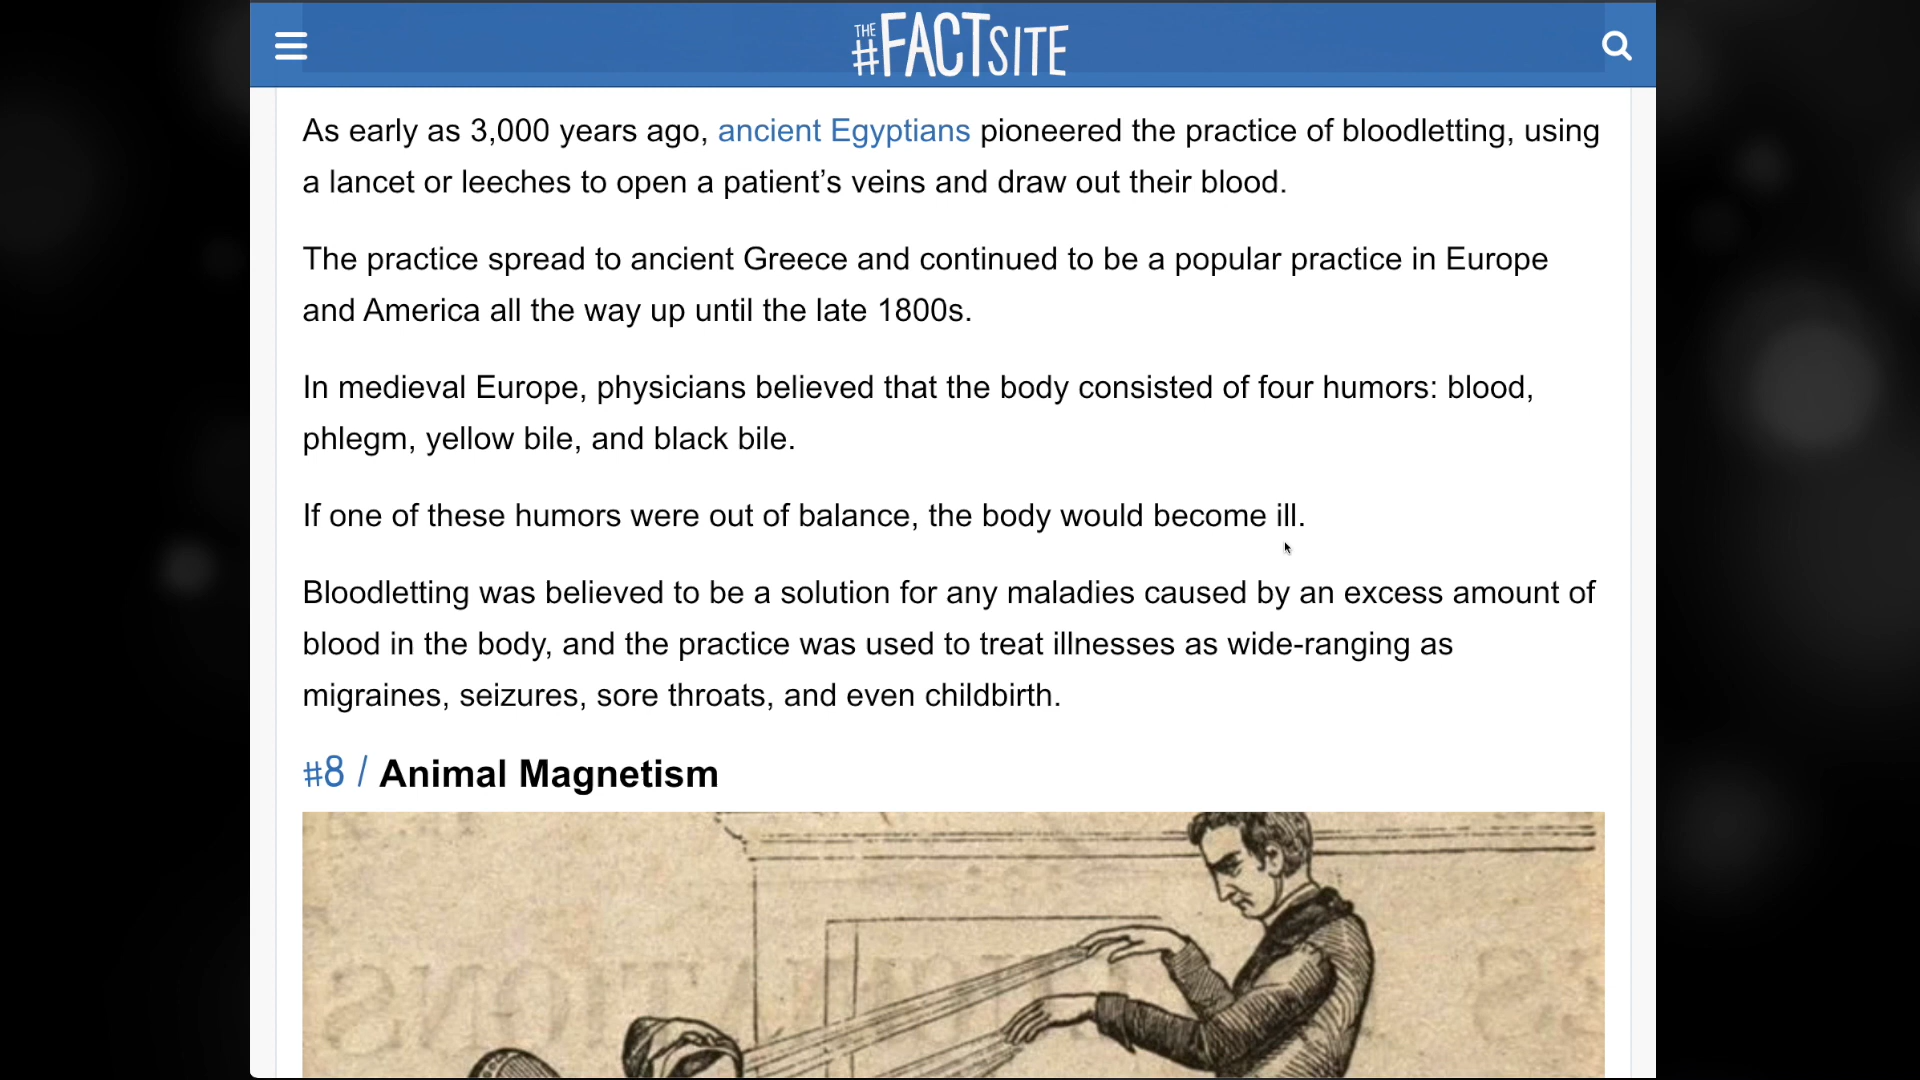 THE
#FACTSITE
As early as 3,000 years ago, ancient Egyptians pioneered the practice of bloodletting, using
a lancet or leeches to open a patient’s veins and draw out their blood.
The practice spread to ancient Greece and continued to be a popular practice in Europe
and America all the way up until the late 1800s.
In medieval Europe, physicians believed that the body consisted of four humors: blood,
phlegm, yellow bile, and black bile.
If one of these humors were out of balance, the body would become ill.
Bloodletting was believed to be a solution for any maladies caused by an excess amount of
blood in the body, and the practice was used to treat illnesses as wide-ranging as
migraines, seizures, sore throats, and even childbirth.
#8 / Animal Magnetism